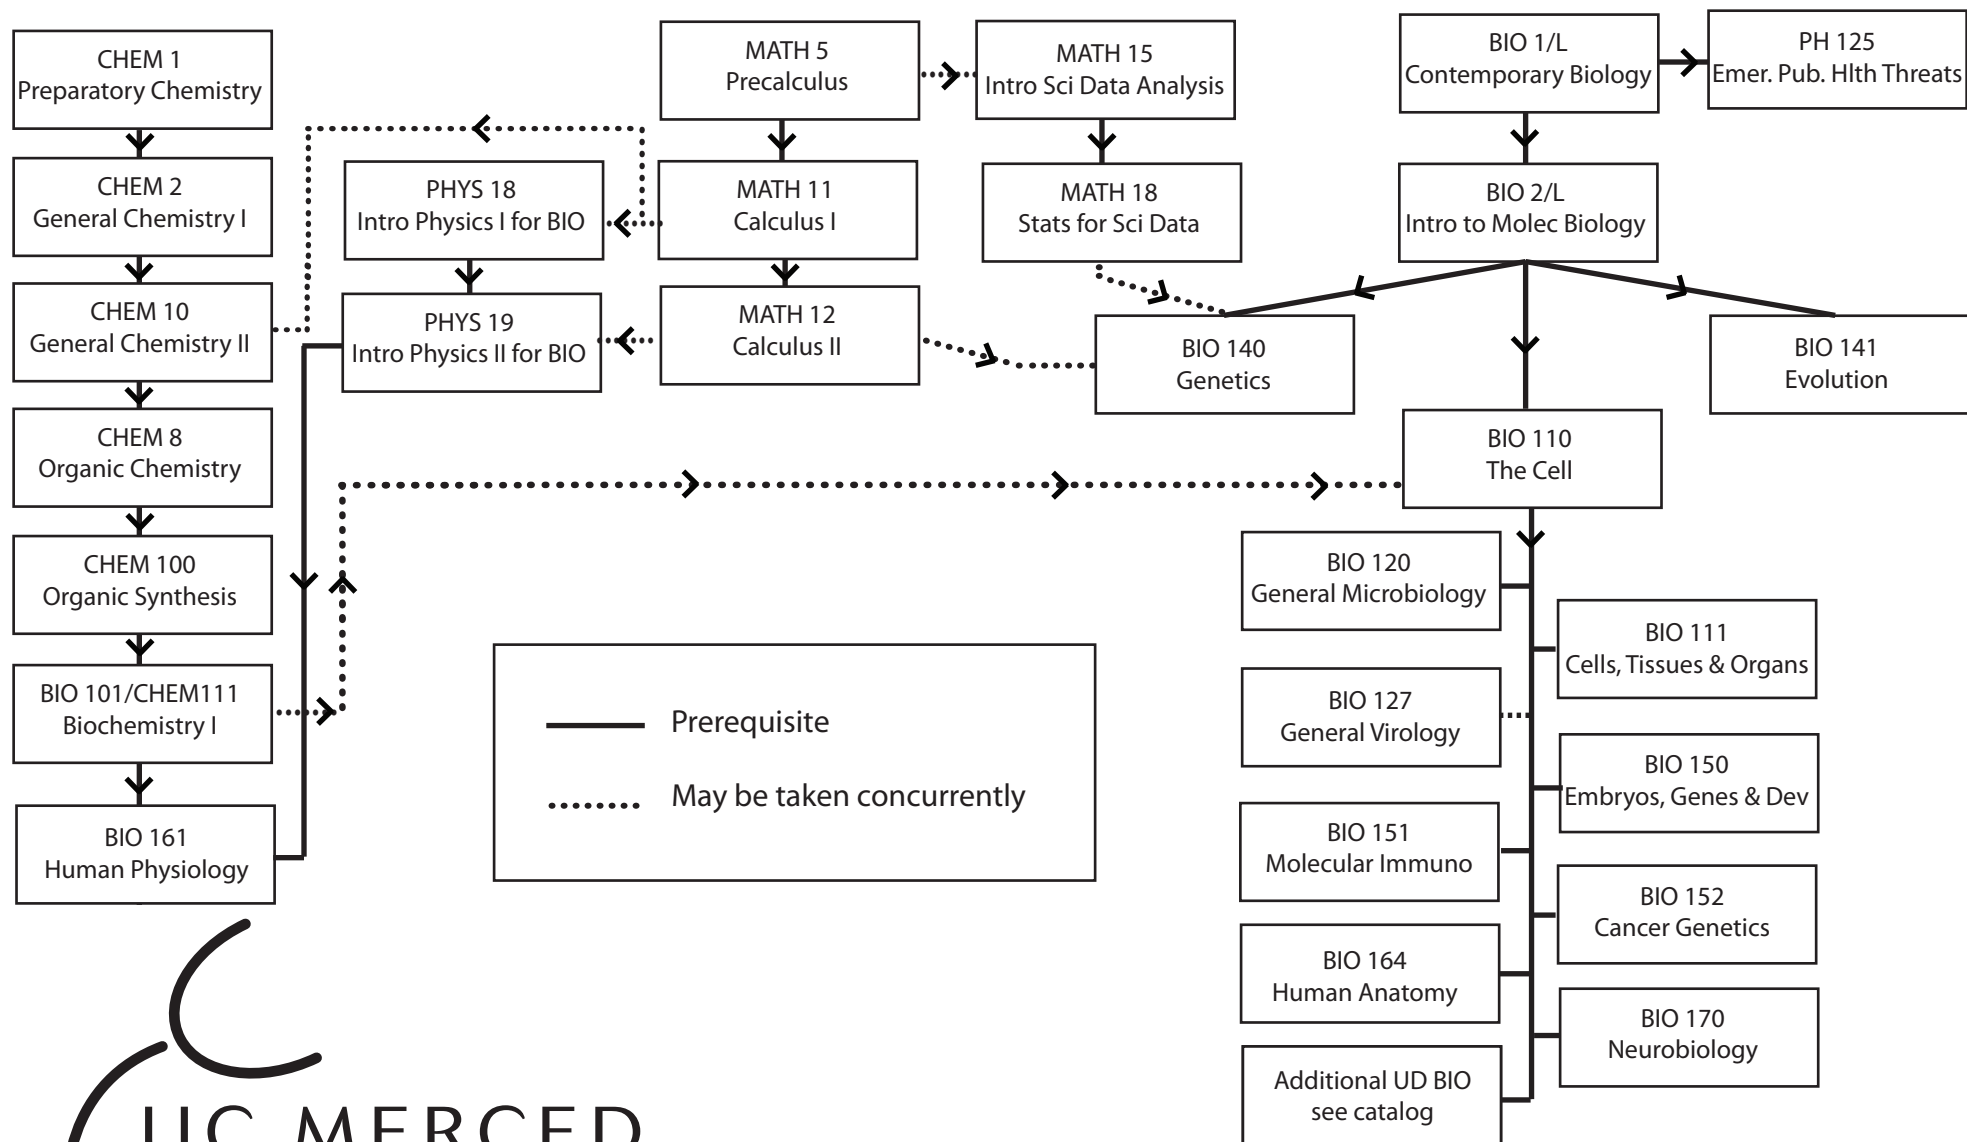 CHEM 1
Preparatory Chemistry
CHEM 2
General Chemistry I
CHEM 10
General Chemistry II
CHEM 8
Organic Chemistry
CHEM 100
Organic Synthesis
BIO 101/CHEM111
Biochemistry I
BIO 161
Human Physiology
PHYS 18
Intro Physics I for BIO
PHYS 19
Intro Physics II for BIO
MATH 5
Precalculus
MATH 11
Calculus I
MATH 12
Calculus II
MATH 15
Intro Sci Data Analysis
MATH 18
Stats for Sci Data
BIO 1/L
Contemporary Biology
PH 125
Emer. Pub. Hlth Threats
BIO 2/L
Intro to Molec Biology
BIO 140
Genetics
BIO 141
Evolution
BIO 110
The Cell
BIO 120
General Microbiology
BIO 111
Cells, Tissues & Organs
BIO 127
General Virology
BIO 150
Embryos, Genes & Dev
BIO 151
Molecular Immuno
BIO 152
Cancer Genetics
BIO 164
Human Anatomy
BIO 170
Neurobiology
Additional UD BIO
see catalog
Prerequisite
May be taken concurrently
UC MERCED